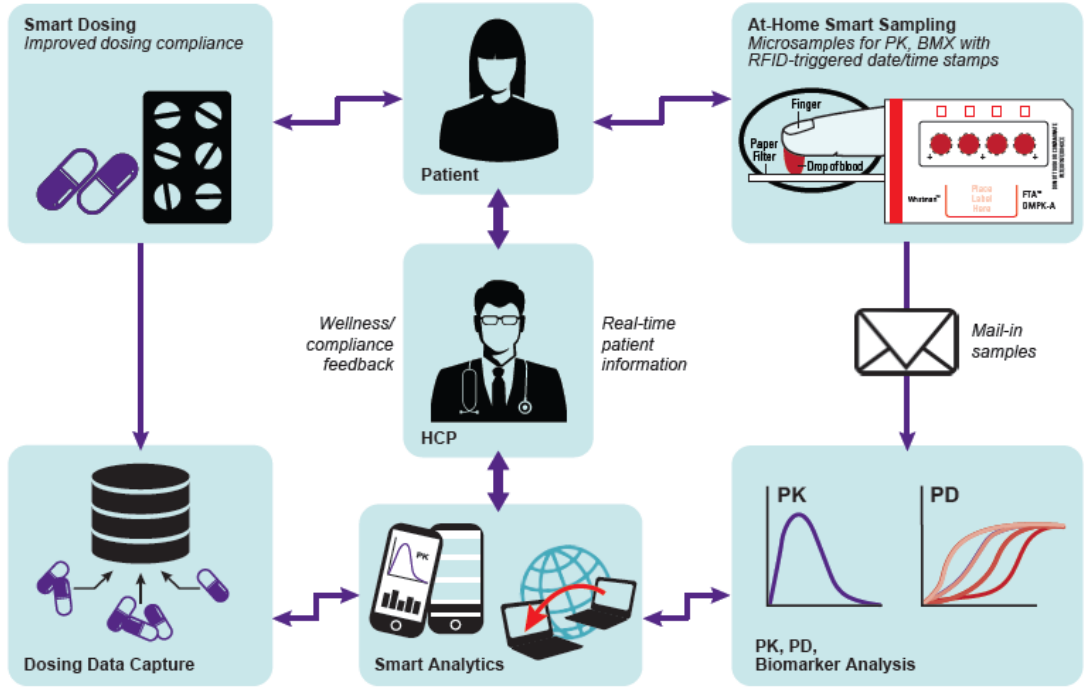 Smart Dosing
Improved dosing compliance
Patient
At-Home Smart Sampling
Microsamples for PK, BMX with
RFID-triggered date/time stamps
Finger
Paper
Filter
Drop of blood
Whatman™
Place
Label
Here
FTA™
DMPK-A
Wellness/
compliance
feedback
Real-time
patient
information
HCP
Mail-in
samples
Dosing Data Capture
PK
Smart Analytics
PK
PD
PK, PD,
Biomarker Analysis